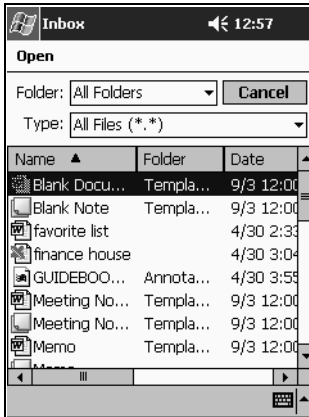 Inbox 12:57
Open
Folder: All Folders Cancel
Type: All Files (*.*)
Name Folder Date
Blank Docu... Templa... 9/3 12:00
Blank Note Templa... 9/3 12:00
favorite list 4/30 2:33
finance house 4/30 3:04
GUIDEBOO... Annota... 4/30 3:55
Meeting No... Templa... 9/3 12:00
Meeting No... Templa... 9/3 12:00
Memo Templa... 9/3 12:00